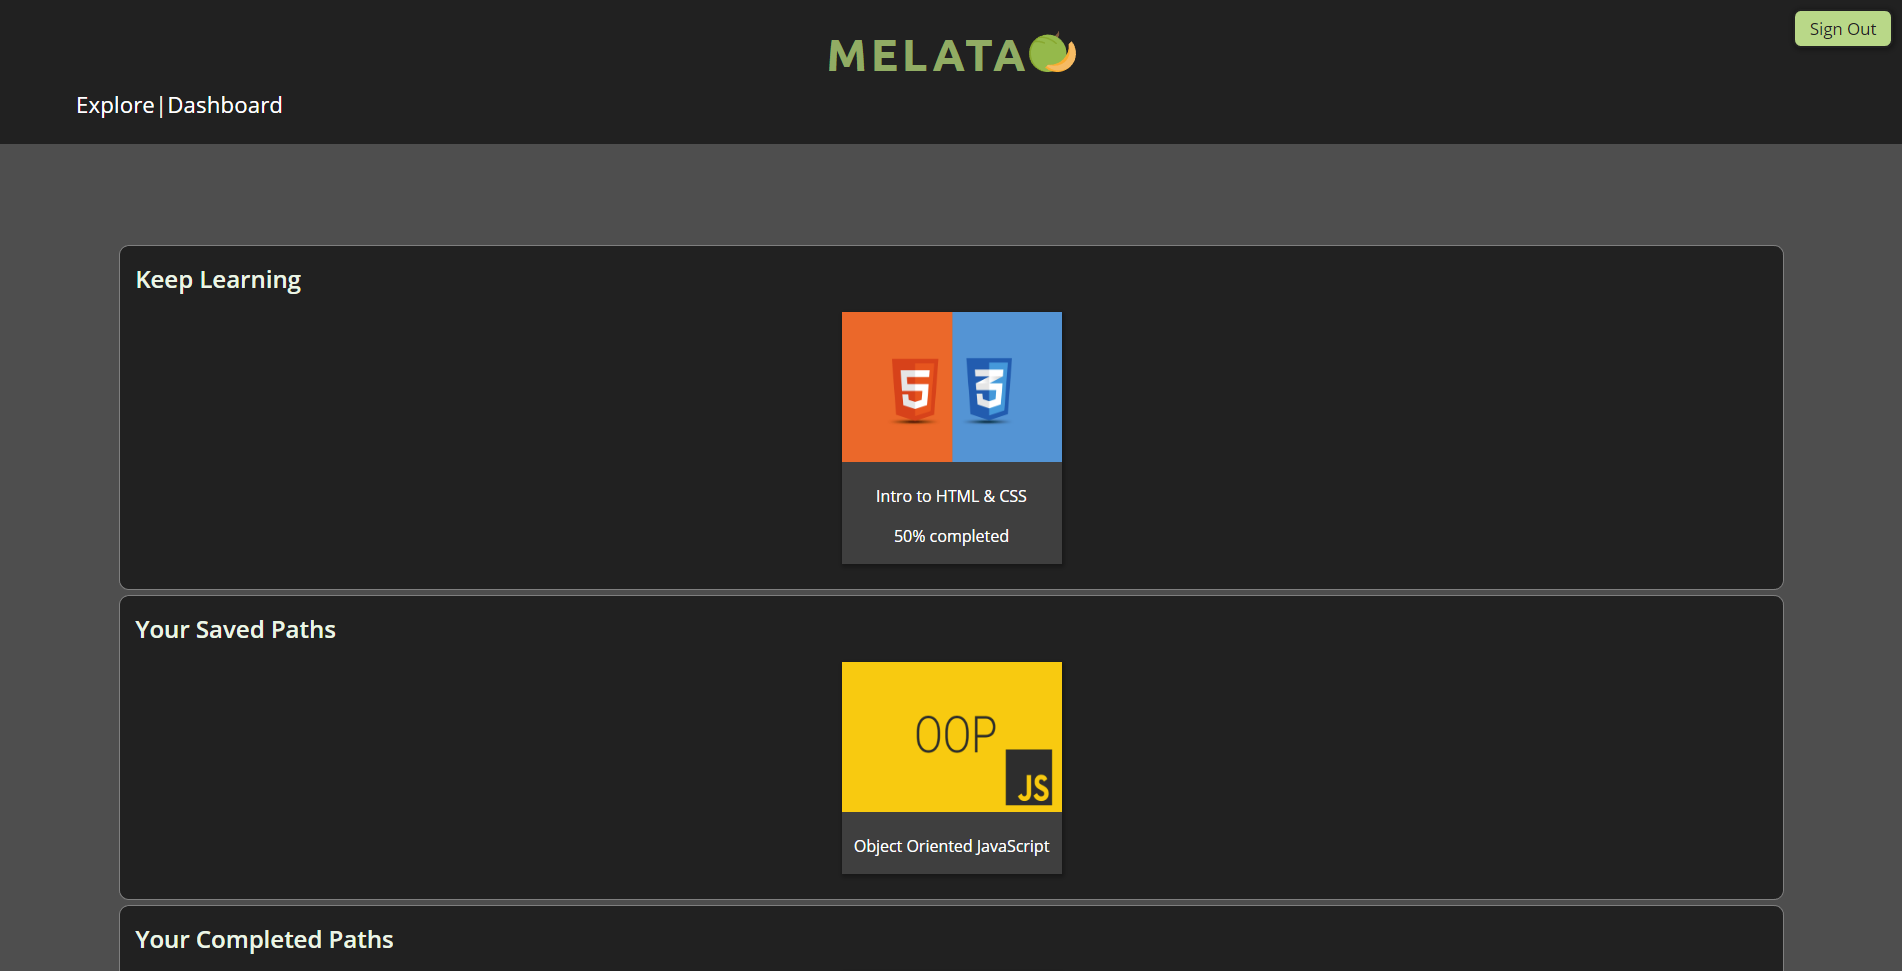 Sign Out
MELATA
Explore|Dashboard
Keep Learning
5 3
Intro to HTML & CSS
50% completed
Your Saved Paths
OOP
JS
Object Oriented JavaScript
Your Completed Paths